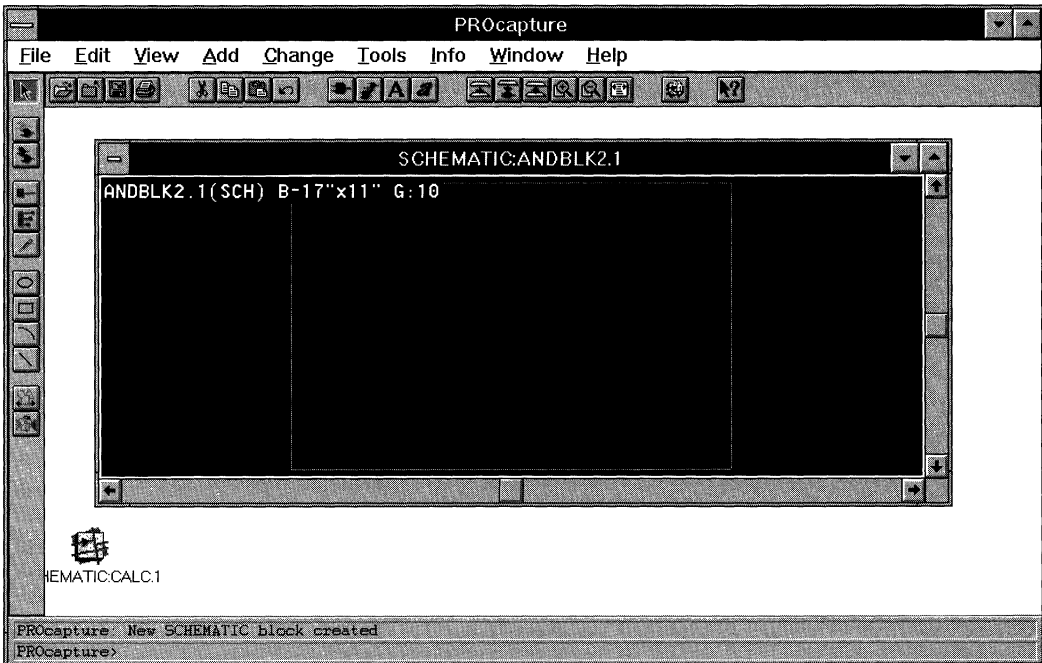 PROcapture
File Edit View Add Change Tools Info Window Help
A
SCHEMATIC:ANDBLK2.1
ANDBLK2.1(SCH) B-17"x11" G:10
HEMATIC:CALC.1
PROcapture: New SCHEMATIC block created
PROcapture>